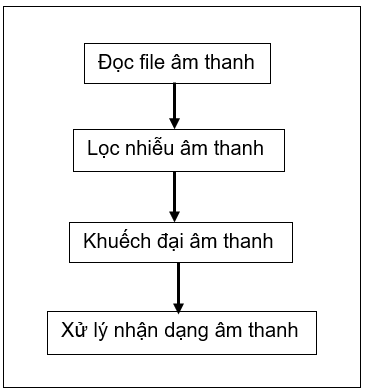 Đọc file âm thanh
Lọc nhiễu âm thanh
Khuếch đại âm thanh
Xử lý nhận dạng âm thanh